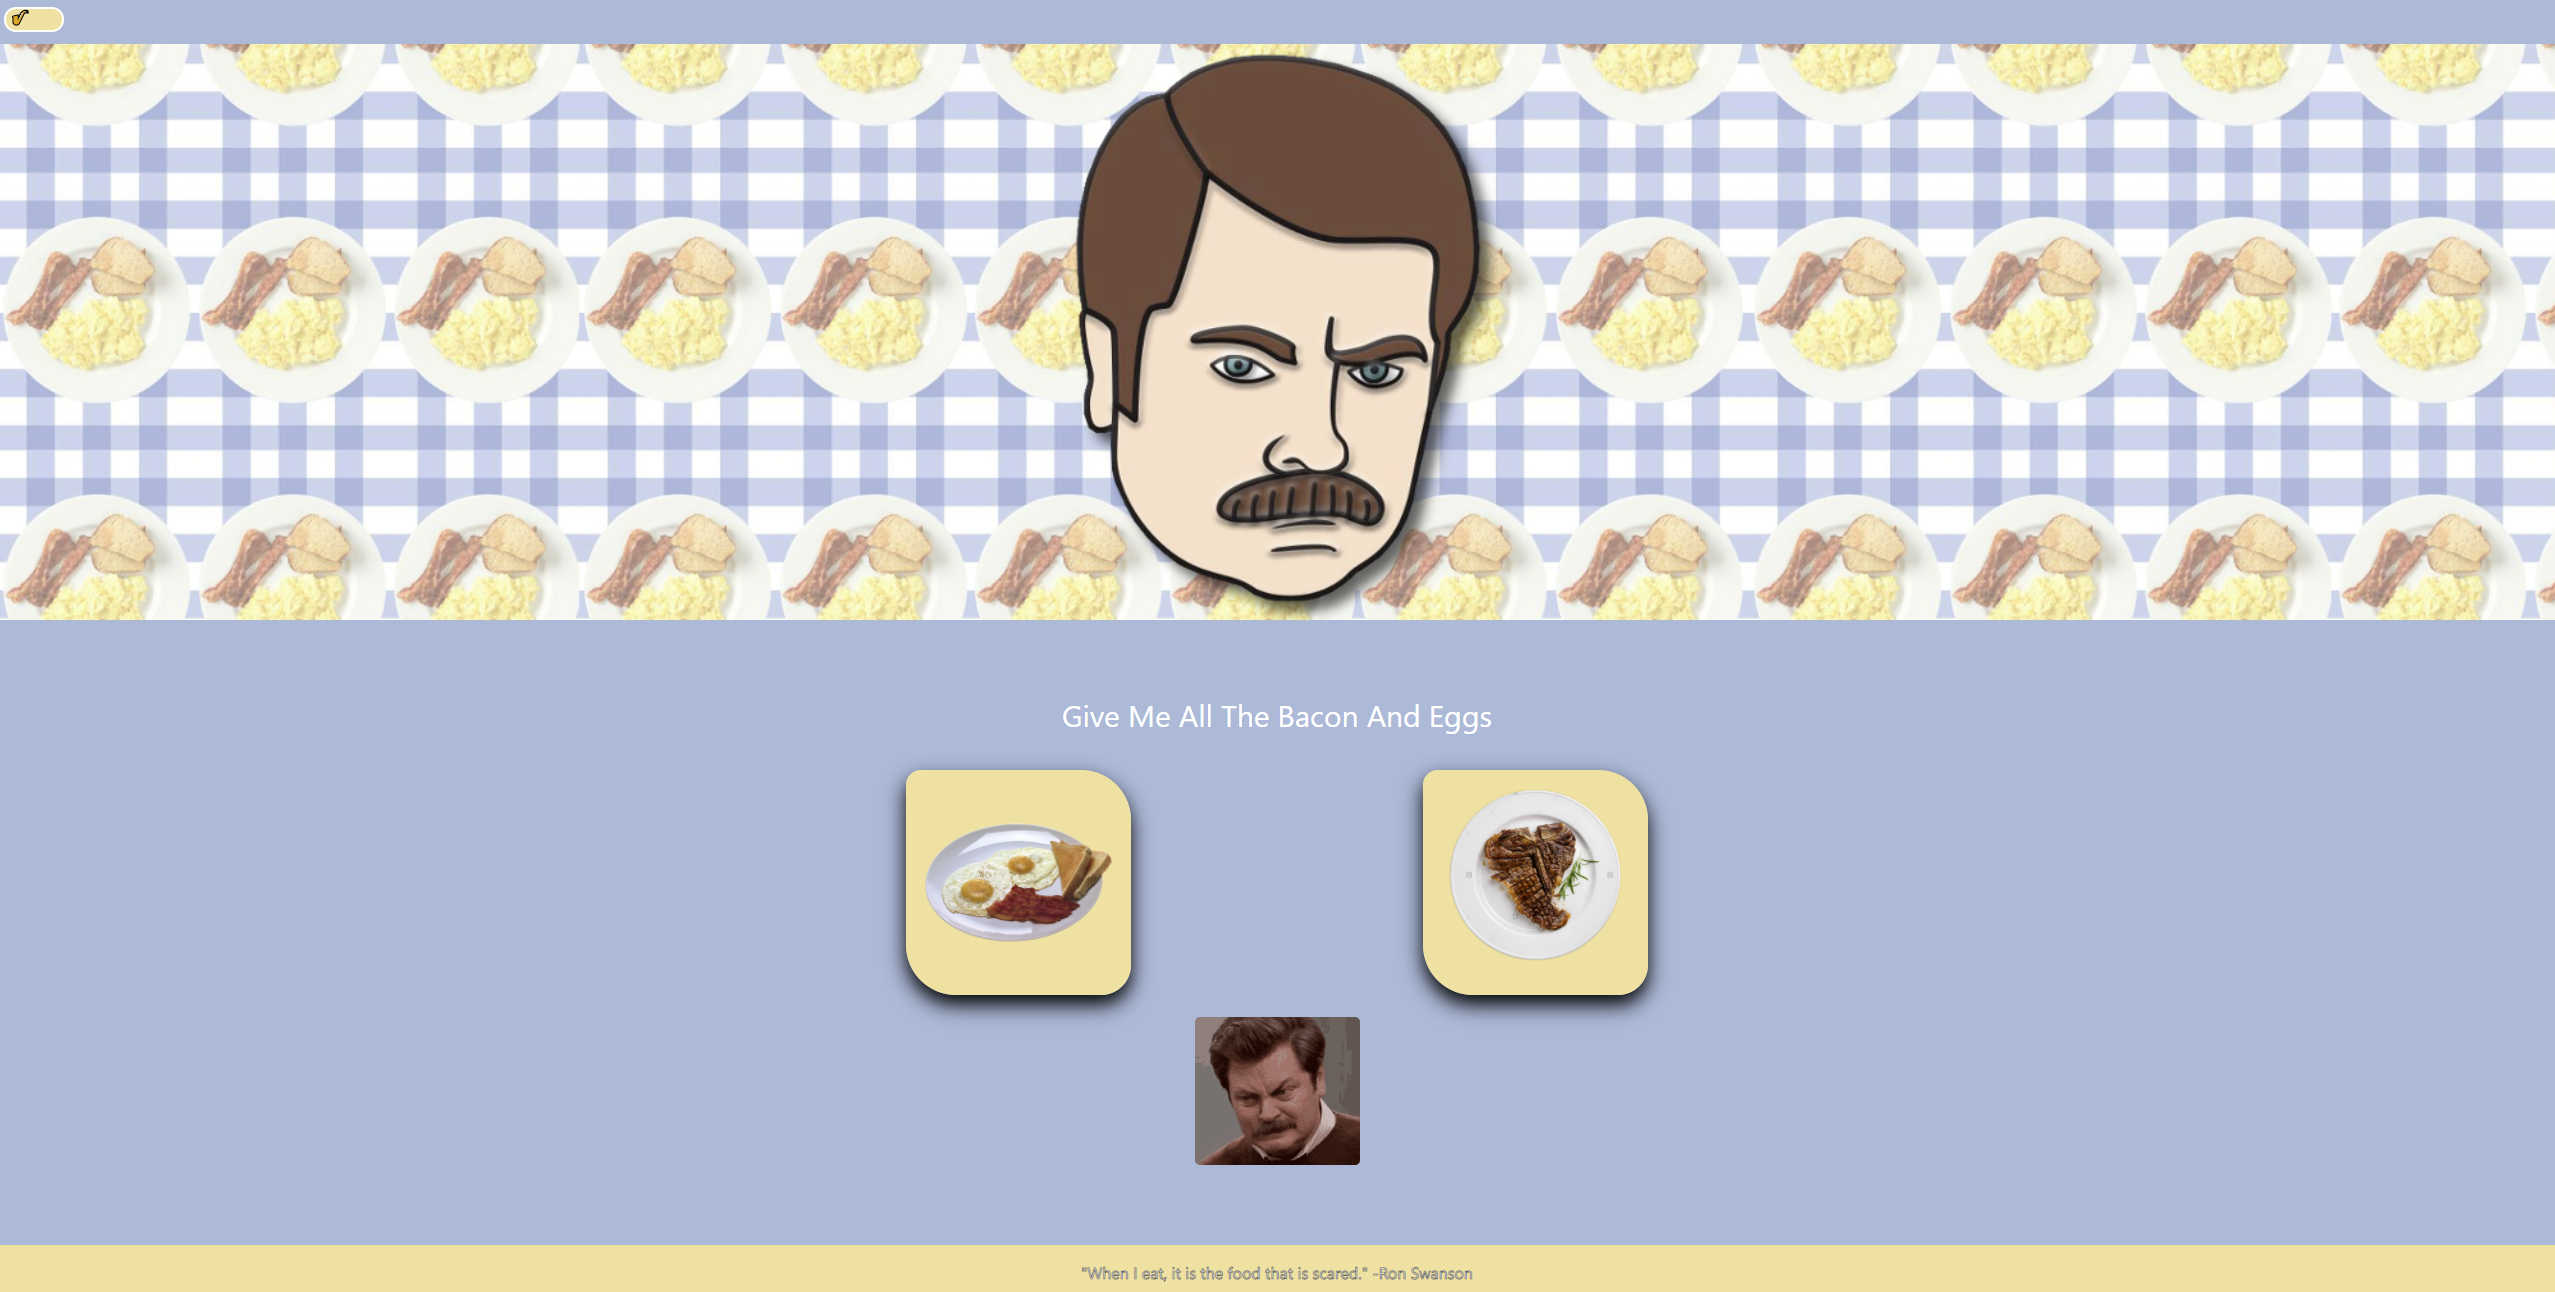 Give Me All The Bacon And Eggs
"When I eat, it is the food that is scared." -Ron Swanson